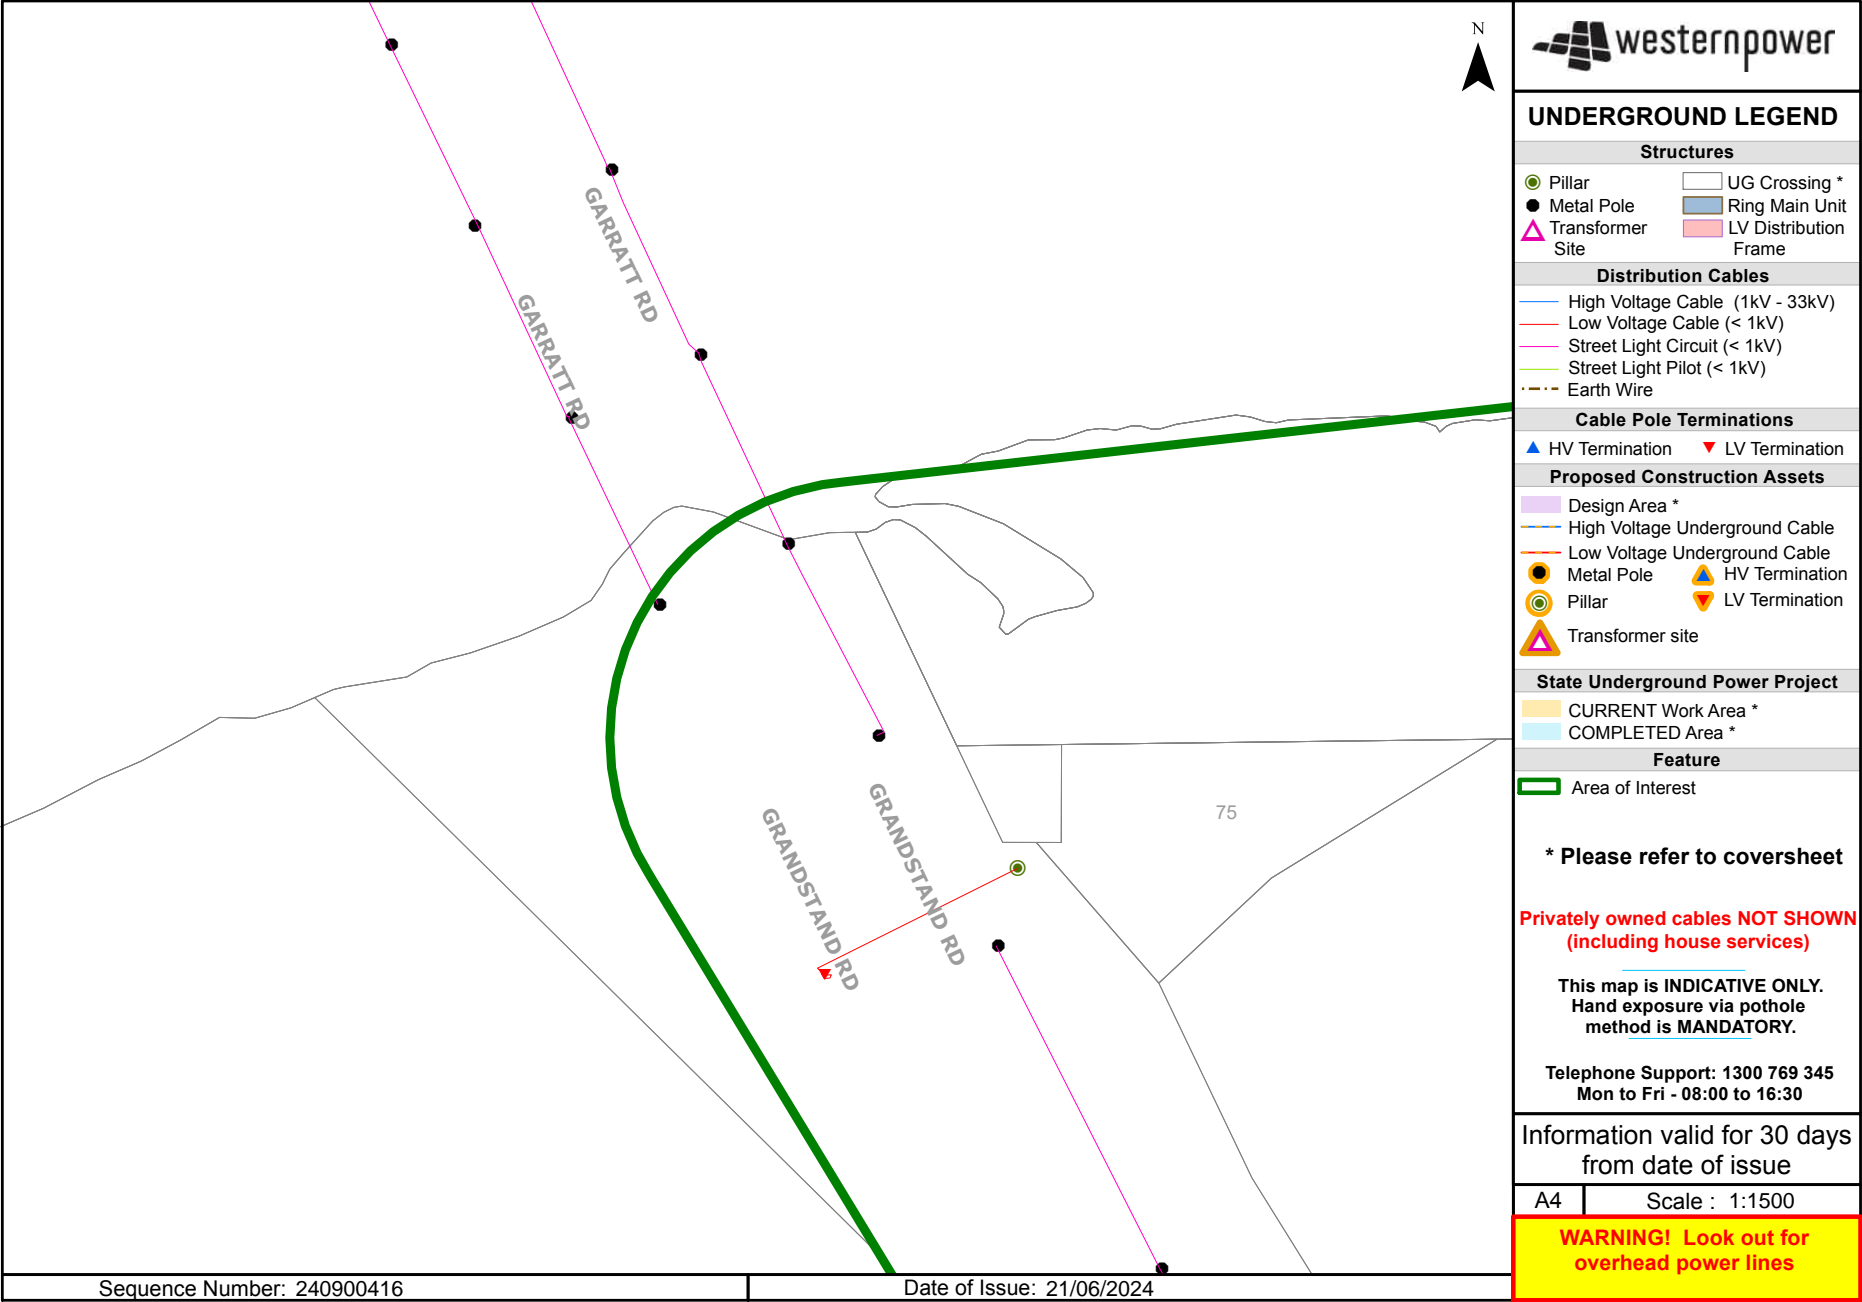 N
GARRATT RD
GARRATT RD
GRANDSTAND RD
GRANDSTAND RD
75
westernpower
UNDERGROUND LEGEND
Structures
Pillar
UG Crossing *
Metal Pole
Ring Main Unit
Transformer
Site
LV Distribution
Frame
Distribution Cables
High Voltage Cable (1kV - 33kV)
Low Voltage Cable (< 1kV)
Street Light Circuit (< 1kV)
Street Light Pilot (< 1kV)
Earth Wire
Cable Pole Terminations
HV Termination
LV Termination
Proposed Construction Assets
Design Area *
High Voltage Underground Cable
Low Voltage Underground Cable
Metal Pole
HV Termination
Pillar
LV Termination
Transformer site
State Underground Power Project
CURRENT Work Area *
COMPLETED Area *
Feature
Area of Interest
* Please refer to coversheet
Privately owned cables NOT SHOWN
(including house services)
This map is INDICATIVE ONLY.
Hand exposure via pothole
method is MANDATORY.
Telephone Support: 1300 769 345
Mon to Fri - 08:00 to 16:30
Information valid for 30 days
from date of issue
A4
Scale : 1:1500
WARNING! Look out for
overhead power lines
Sequence Number: 240900416
Date of Issue: 21/06/2024